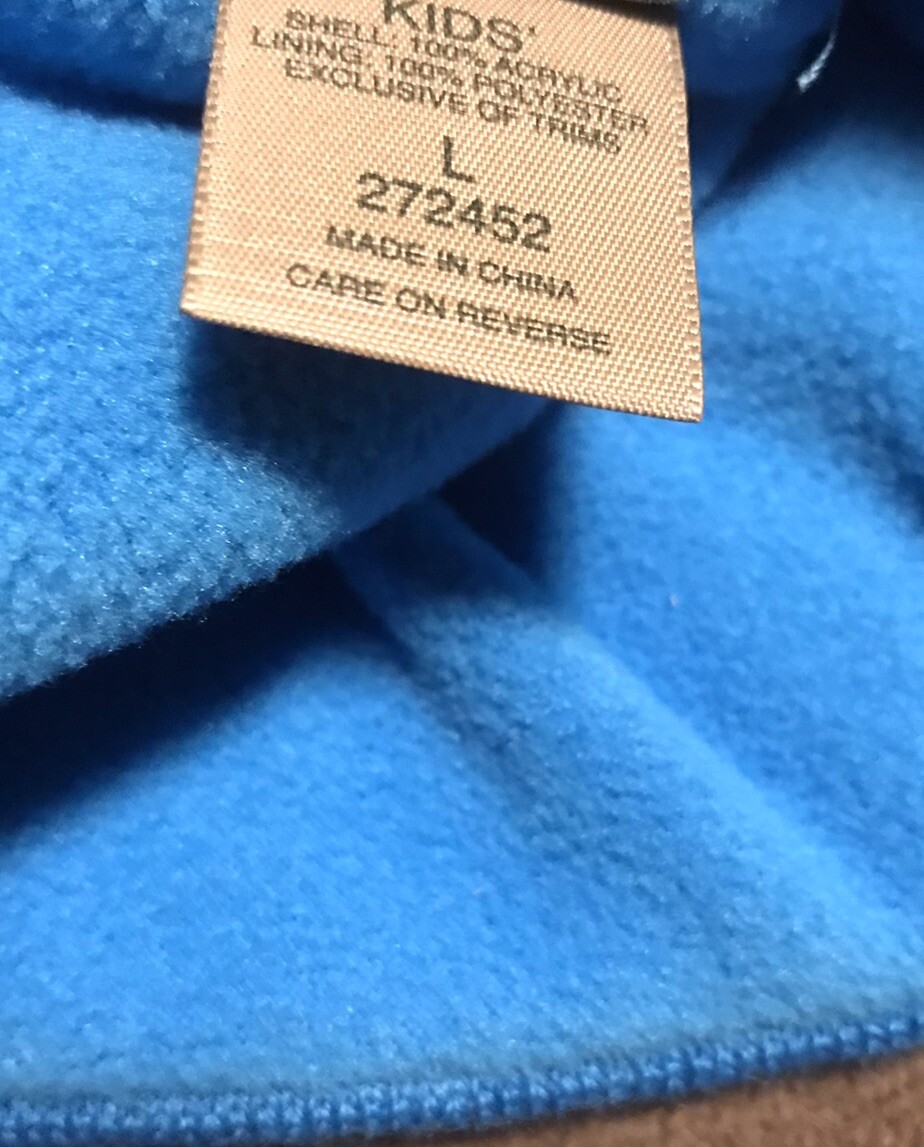 KIDS'
SHELL: 100% ACRYLIC
LINING: 100% POLYESTER
EXCLUSIVE OF TRIMS
L
272452
MADE IN CHINA
CARE ON REVERSE